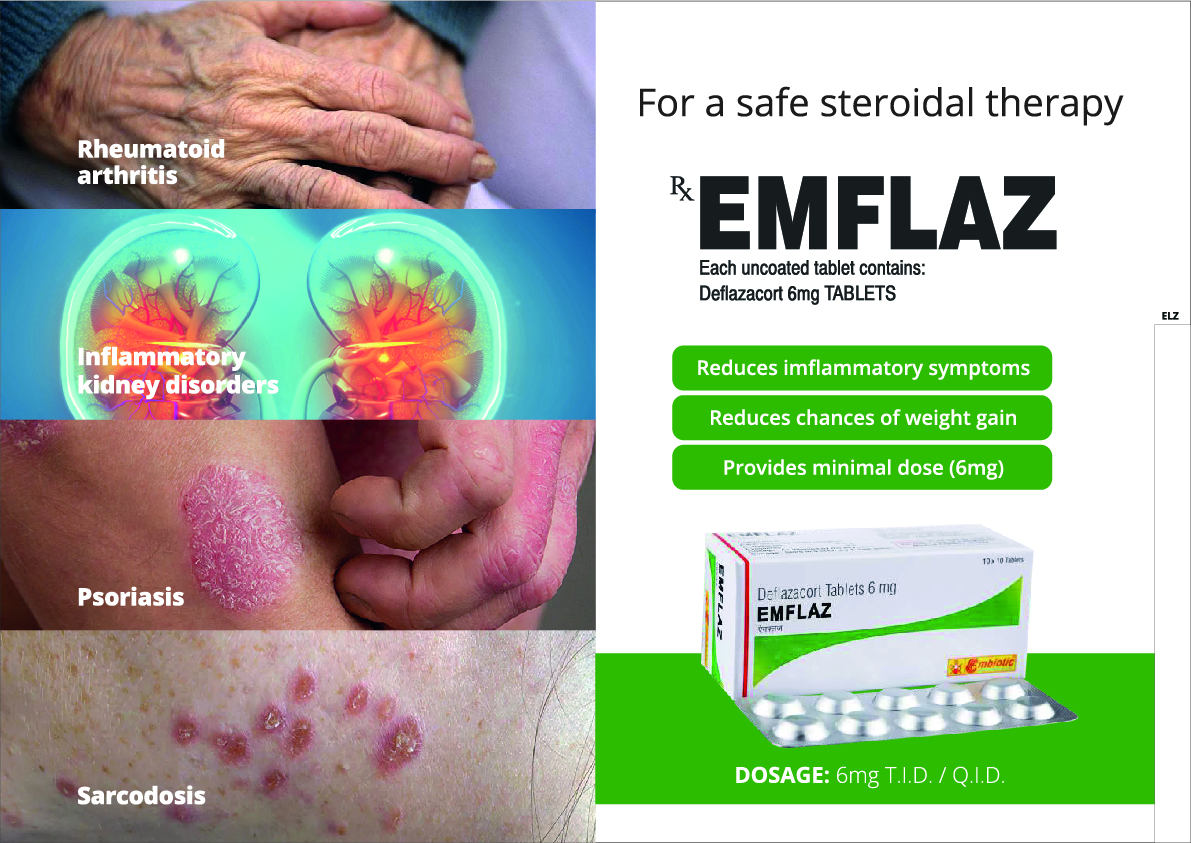 Rheumatoid
arthritis
Inflammatory
kidney disorders
Psoriasis
Sarcodosis
For a safe steroidal therapy
Rx EMFLAZ
Each uncoated tablet contains:
Deflazacort 6mg TABLETS
ELZ
Reduces imflammatory symptoms
Reduces chances of weight gain
Provides minimal dose (6mg)
EMFLAZ
10 x 10 Tablets
EMFLAZ
Deflazacort Tablets 6 mg
EMFLAZ
Embiotic
DOSAGE: 6mg T.I.D. / Q.I.D.